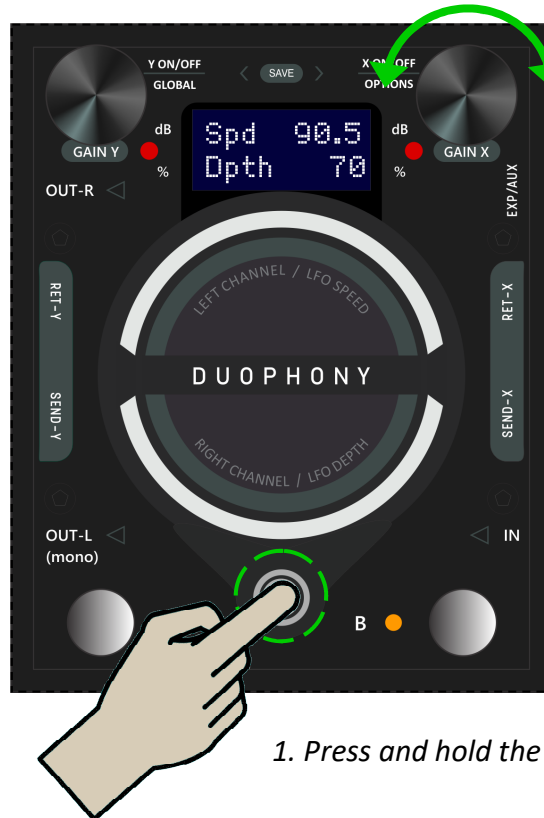 Y ON/OFF
GLOBAL
SAVE
X ON/OFF
OPTIONS
GAIN Y
dB
%
Spd 90.5
Dpth 70
dB
%
GAIN X
OUT-R
EXP/AUX
RET-Y
SEND-Y
LEFT CHANNEL / LFO SPEED
DUOPHONY
RIGHT CHANNEL / LFO DEPTH
RET-X
SEND-X
OUT-L
(mono)
IN
B
1. Press and hold the